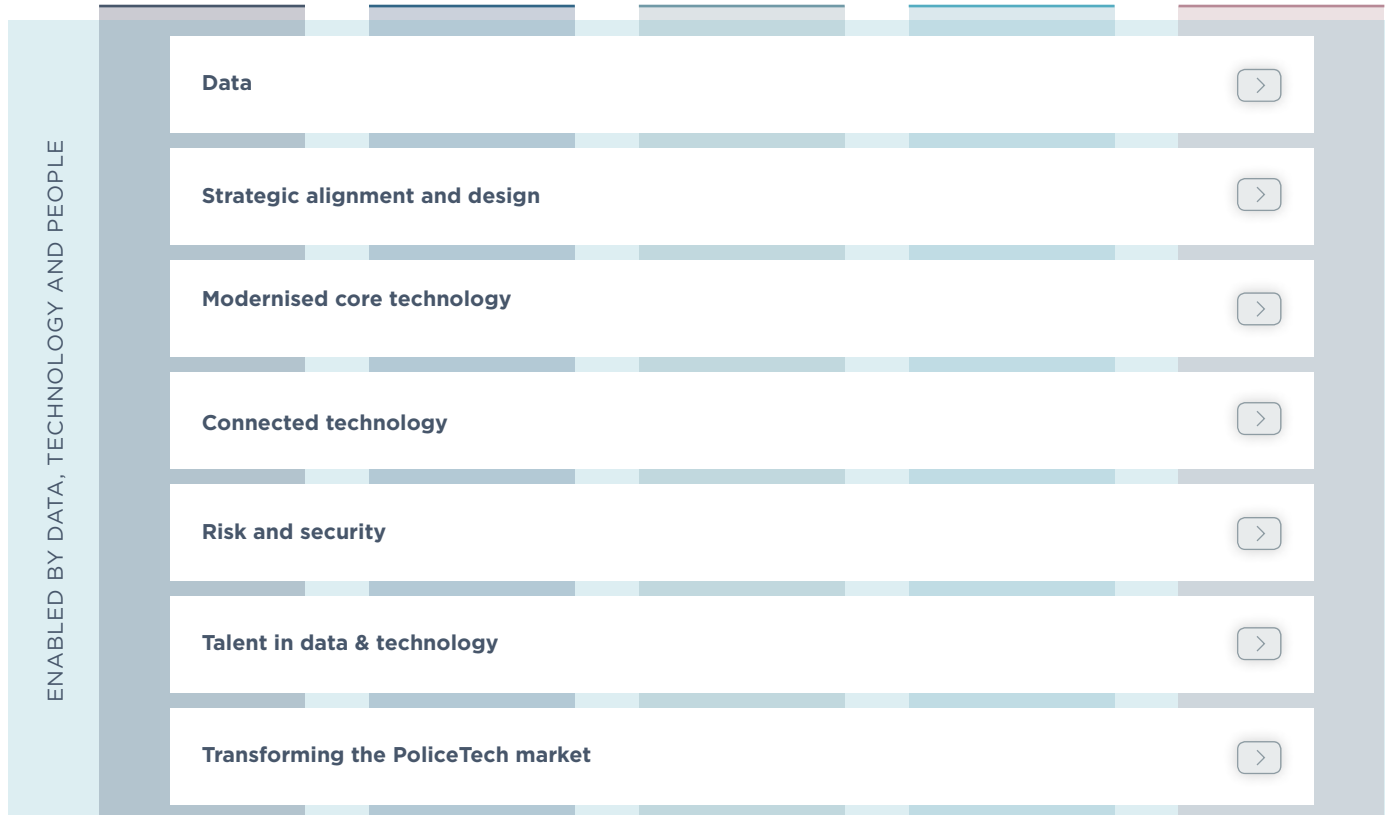 ENABLED BY DATA, TECHNOLOGY AND PEOPLE
Data
Strategic alignment and design
Modernised core technology
Connected technology
Risk and security
Talent in data & technology
Transforming the PoliceTech market